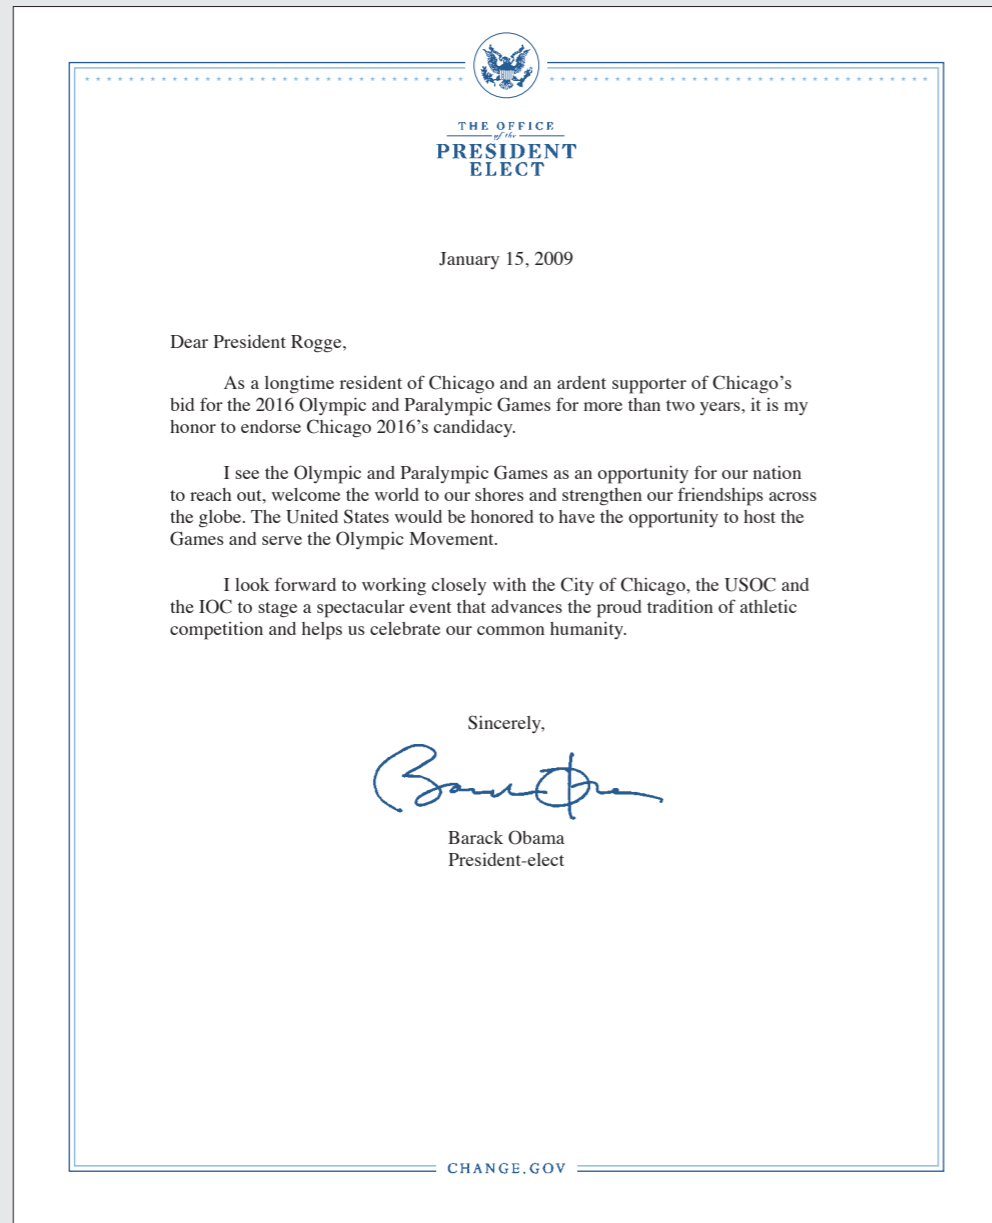 THE OFFICE
of the
PRESIDENT
ELECT
January 15, 2009
Dear President Rogge,
As a longtime resident of Chicago and an ardent supporter of Chicago’s
bid for the 2016 Olympic and Paralympic Games for more than two years, it is my
honor to endorse Chicago 2016’s candidacy.
I see the Olympic and Paralympic Games as an opportunity for our nation
to reach out, welcome the world to our shores and strengthen our friendships across
the globe. The United States would be honored to have the opportunity to host the
Games and serve the Olympic Movement.
I look forward to working closely with the City of Chicago, the USOC and
the IOC to stage a spectacular event that advances the proud tradition of athletic
competition and helps us celebrate our common humanity.
Sincerely,
Barack Obama
President-elect
CHANGE.GOV